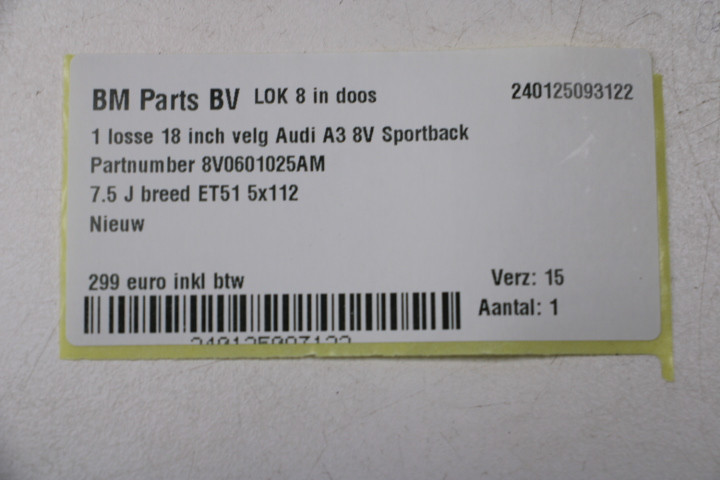 BM Parts BV LOK 8 in doos 240125093122
1 losse 18 inch velg Audi A3 8V Sportback
Partnumber 8V0601025AM
7.5 J breed ET51 5x112
Nieuw
299 euro inkl btw Verz: 15
Aantal: 1